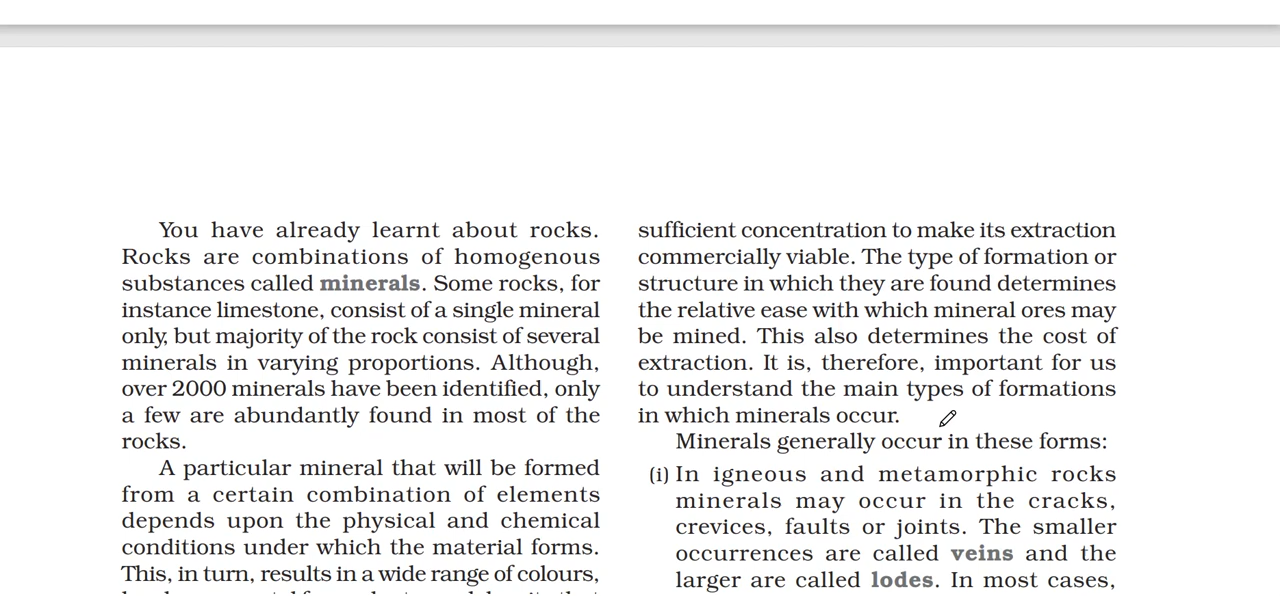 You have already learnt about rocks.
Rocks are combinations of homogenous
substances called minerals. Some rocks, for
instance limestone, consist of a single mineral
only, but majority of the rock consist of several
minerals in varying proportions. Although,
over 2000 minerals have been identified, only
a few are abundantly found in most of the
rocks.
A particular mineral that will be formed
from a certain combination of elements
depends upon the physical and chemical
conditions under which the material forms.
This, in turn, results in a wide range of colours,
sufficient concentration to make its extraction
commercially viable. The type of formation or
structure in which they are found determines
the relative ease with which mineral ores may
be mined. This also determines the cost of
extraction. It is, therefore, important for us
to understand the main types of formations
in which minerals occur.
Minerals generally occur in these forms:
(i) In igneous and metamorphic rocks
minerals may occur in the cracks,
crevices, faults or joints. The smaller
occurrences are called veins and the
larger are called lodes. In most cases,